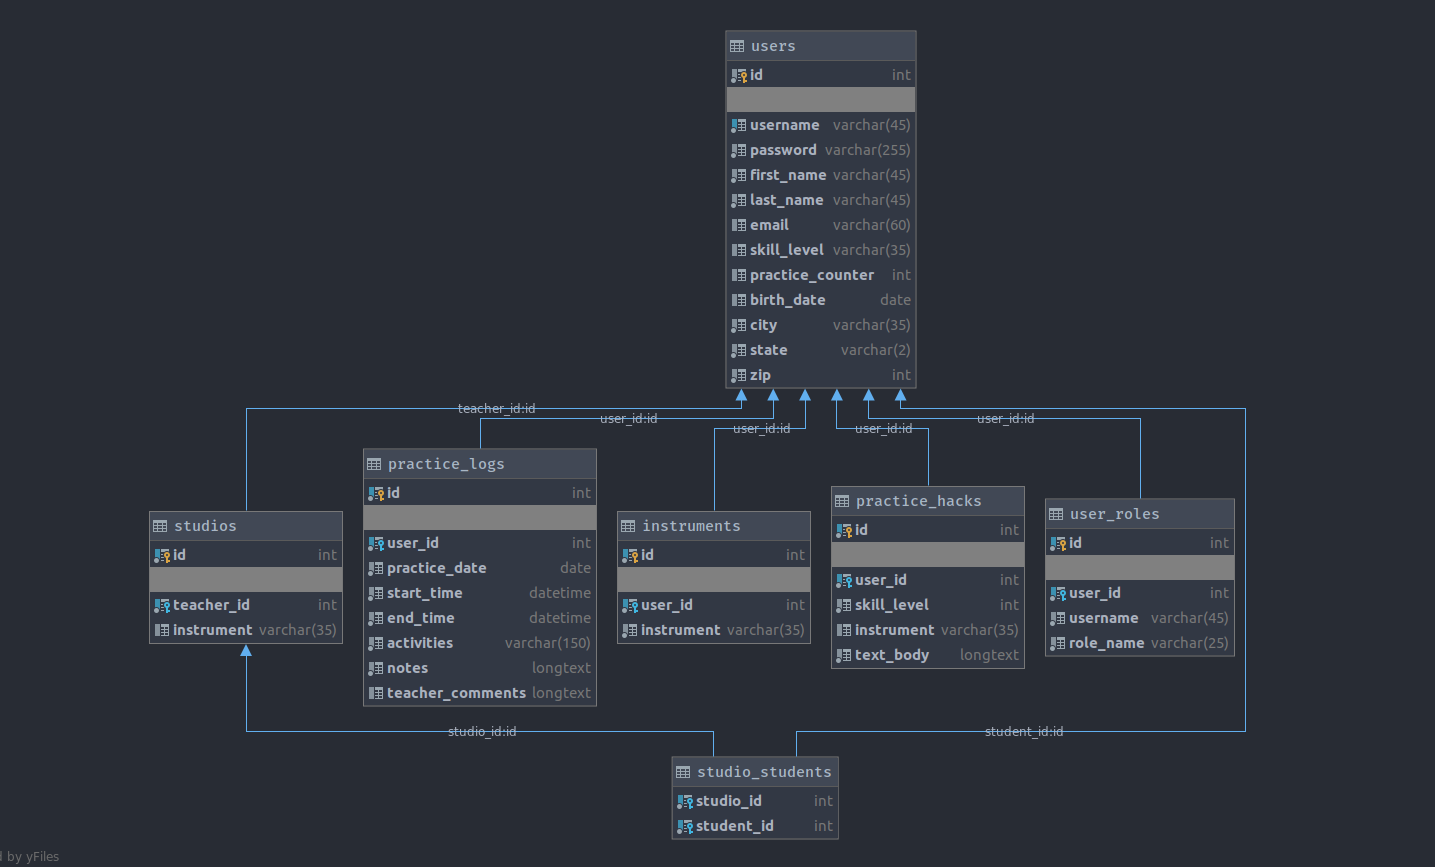 users
id int
username varchar(45)
password varchar(255)
first_name varchar(45)
last_name varchar(45)
email varchar(60)
skill_level varchar(35)
practice_counter int
birth_date date
city varchar(35)
state varchar(2)
zip int
teacher_id:id
user_id:id
user_id:id
user_id:id
user_id:id
studios
id int
teacher_id int
instrument varchar(35)
practice_logs
id int
user_id int
practice_date date
start_time datetime
end_time datetime
activities varchar(150)
notes longtext
teacher_comments longtext
instruments
id int
user_id int
instrument varchar(35)
practice_hacks
id int
user_id int
skill_level int
instrument varchar(35)
text_body longtext
user_roles
id int
user_id int
username varchar(45)
role_name varchar(25)
studio_id:id
student_id:id
studio_students
studio_id int
student_id int
by yFiles